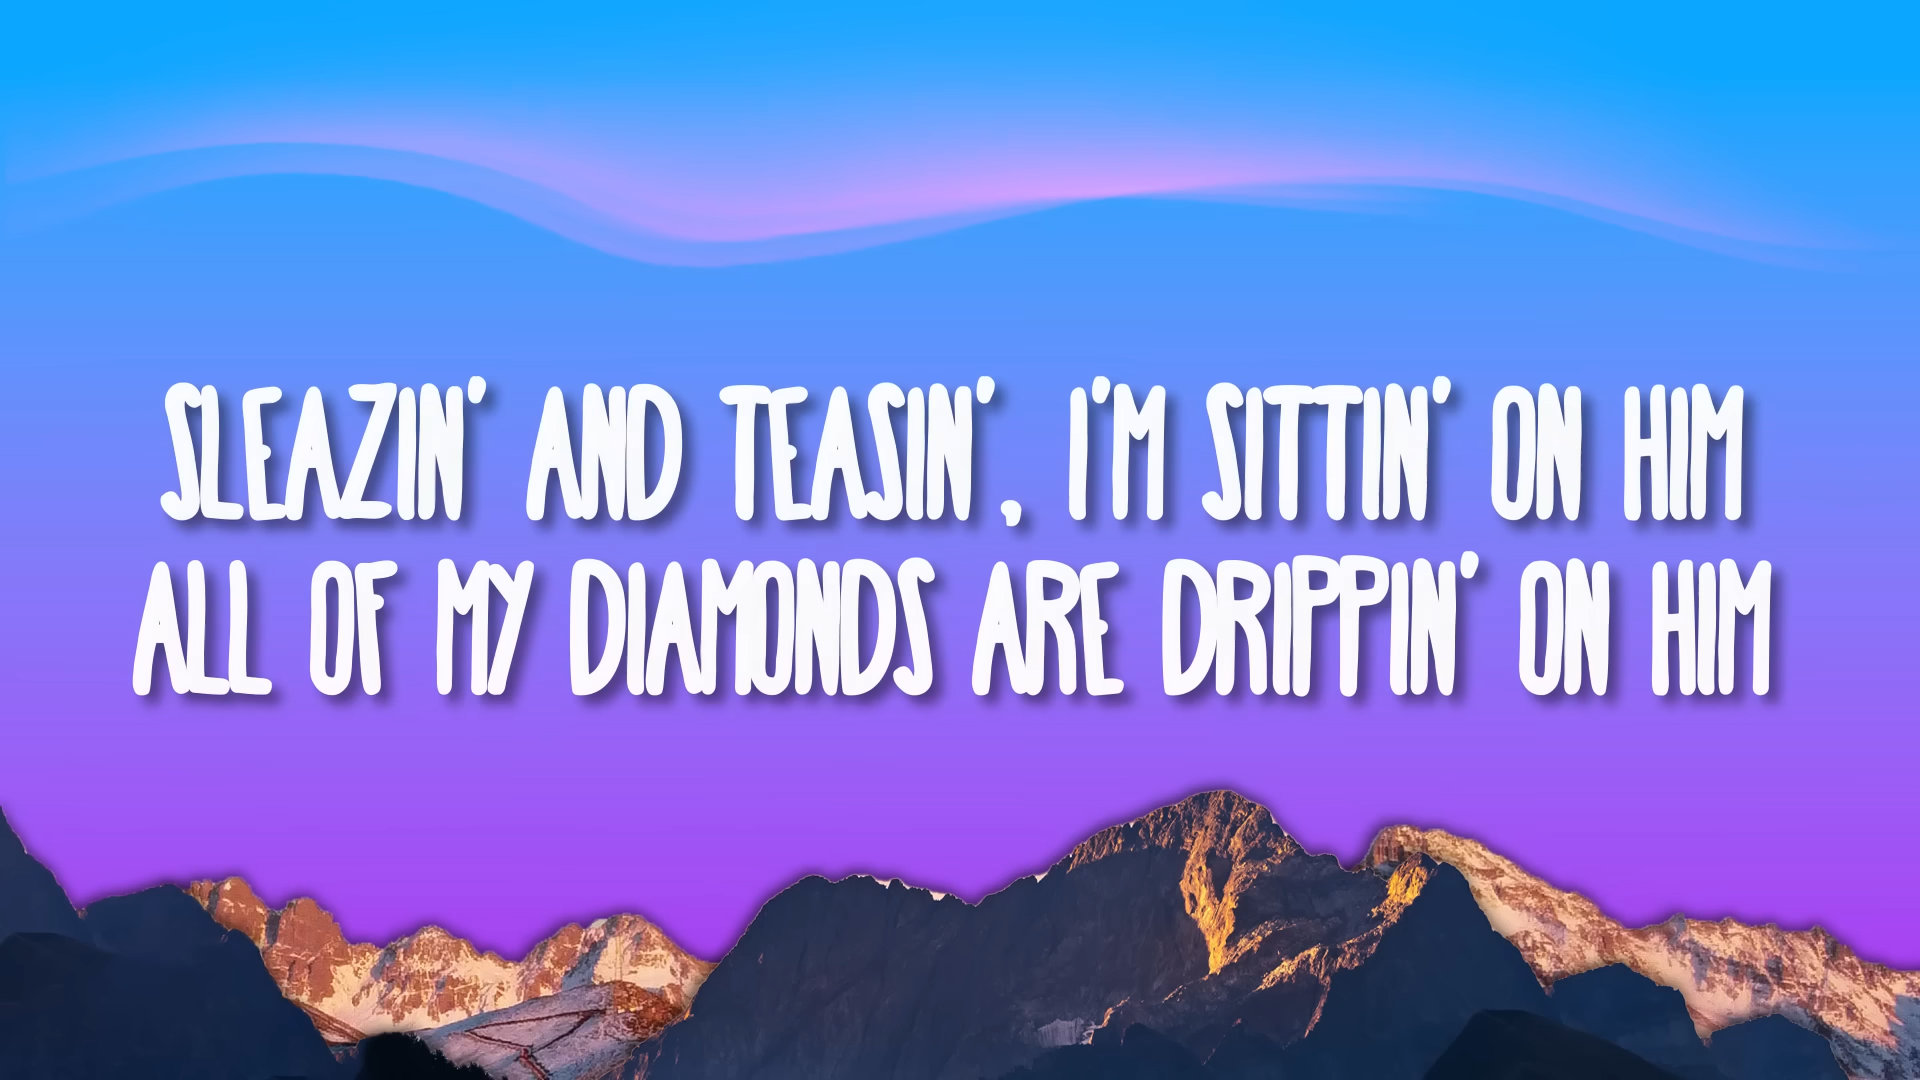 SLEAZIN' AND TEASIN', I'M SITTIN' ON HIM
ALL OF MY DIAMONDS ARE DRIPPIN' ON HIM